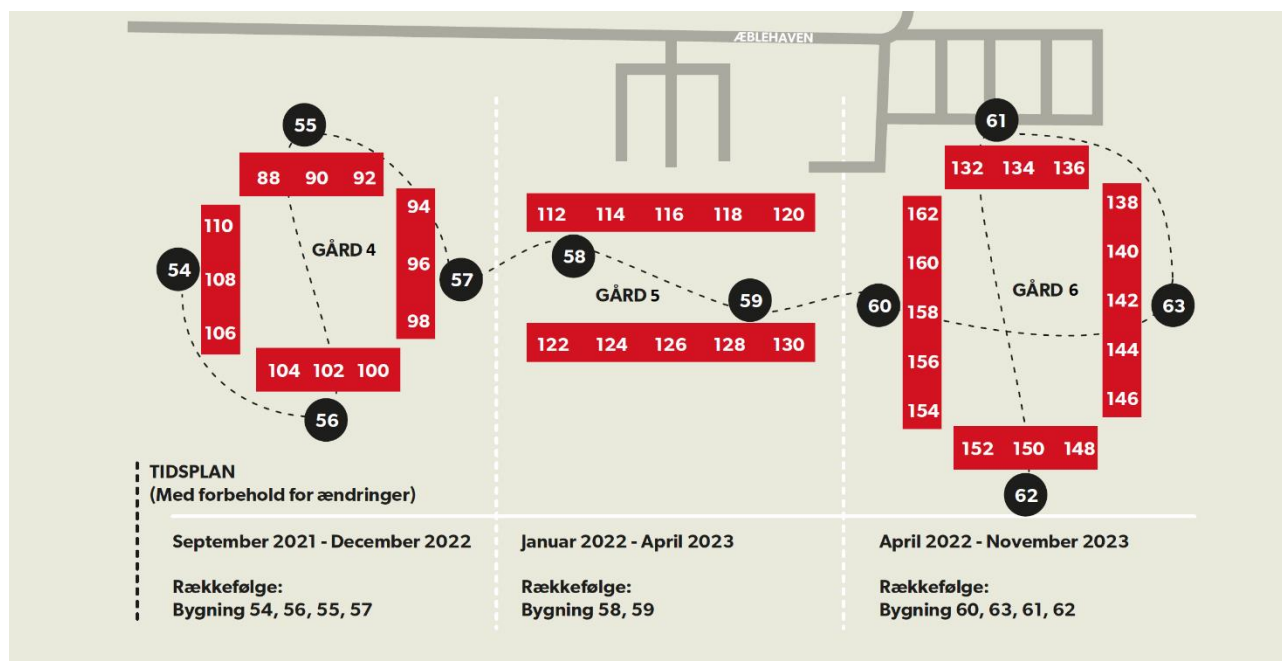 ÆBLEHAVEN
55
88 90 92
110
108
106
54
94
96
98
57
GÅRD 4
104 102 100
56
112 114 116 118 120
58
GÅRD 5
59
122 124 126 128 130
61
132 134 136
162
160
158
156
154
60
GÅRD 6
138
140
142
144
146
63
152 150 148
62
TIDSPLAN
(Med forbehold for ændringer)
September 2021 - December 2022
Rækkefølge:
Bygning 54, 56, 55, 57
Januar 2022 - April 2023
Rækkefølge:
Bygning 58, 59
April 2022 - November 2023
Rækkefølge:
Bygning 60, 63, 61, 62